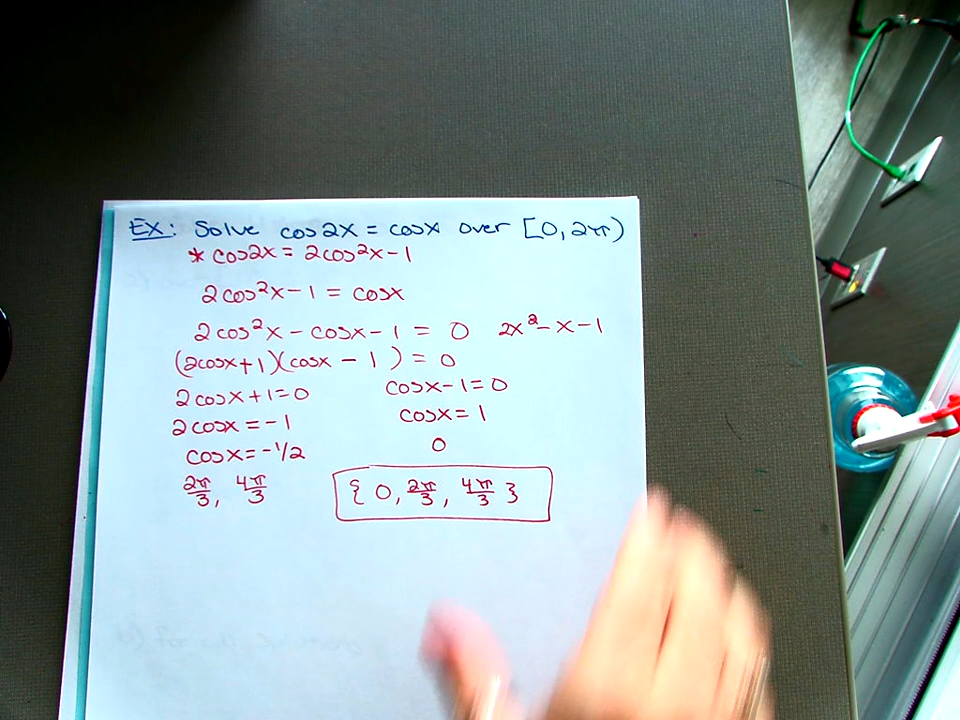 EX: Solve cos2x = cosx over [0, 2π)
* cos2x = 2cos²x - 1
2cos²x - 1 = cosx
2cos²x - cosx - 1 = 0 2x² - x - 1
(2cosx + 1)(cosx - 1) = 0
2cosx + 1 = 0 cosx - 1 = 0
2cosx = -1 cosx = 1
cosx = -1/2 0
2π/3, 4π/3 { 0, 2π/3, 4π/3 }